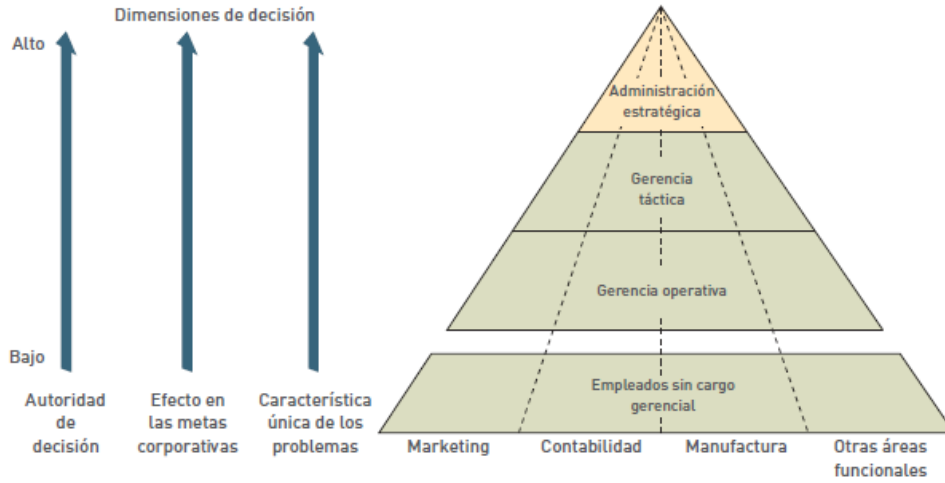 Dimensiones de decisión
Alto
Bajo
Autoridad
de
decisión
Efecto en
las metas
corporativas
Característica
única de los
problemas
Administración
estratégica
Gerencia
táctica
Gerencia operativa
Empleados sin cargo
gerencial
Marketing
Contabilidad
Manufactura
Otras áreas
funcionales